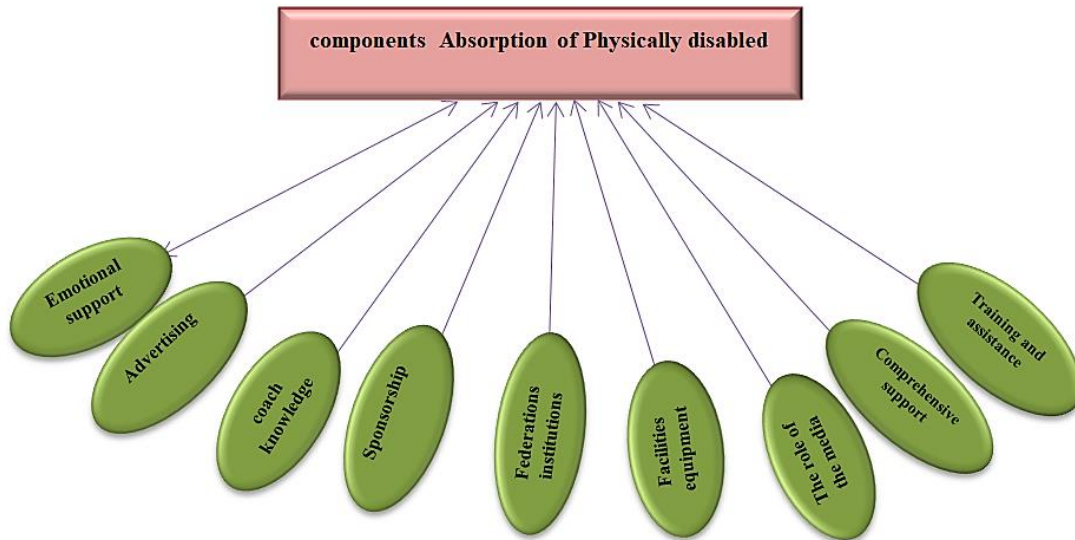 components Absorption of Physically disabled
Emotional
support
Advertising
coach
knowledge
Sponsorship
Federations
institutions
Facilities
equipment
The role of
the media
Comprehensive
support
Training and
assistance